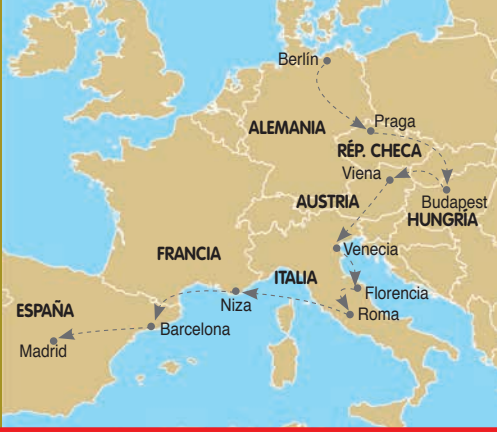 Berlín
ALEMANIA
Praga
RÉP. CHECA
Viena
AUSTRIA
Budapest
HUNGRÍA
Venecia
FRANCIA
ITALIA
Florencia
Niza
Roma
ESPAÑA
Barcelona
Madrid